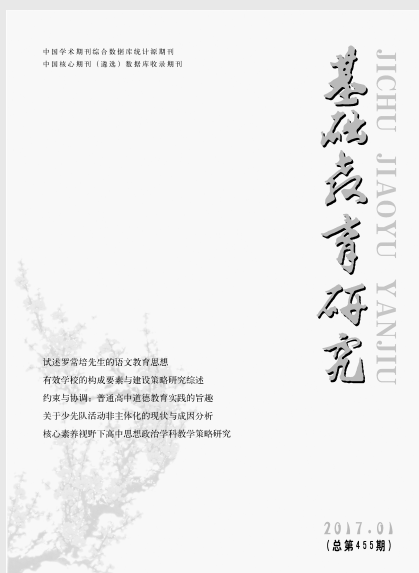 中国学术期刊综合数据库统计源期刊
中国核心期刊（遴选）数据库收录期刊
基础教育研究
JICHU JIAOYU YANJIU
试述罗常培先生的语文教育思想
有效学校的构成要素与建设策略研究综述
约束与协调：普通高中道德教育实践的旨趣
关于少先队活动非主体化的现状与成因分析
核心素养视野下高中思想政治学科教学策略研究
2017.01
(总第455期)